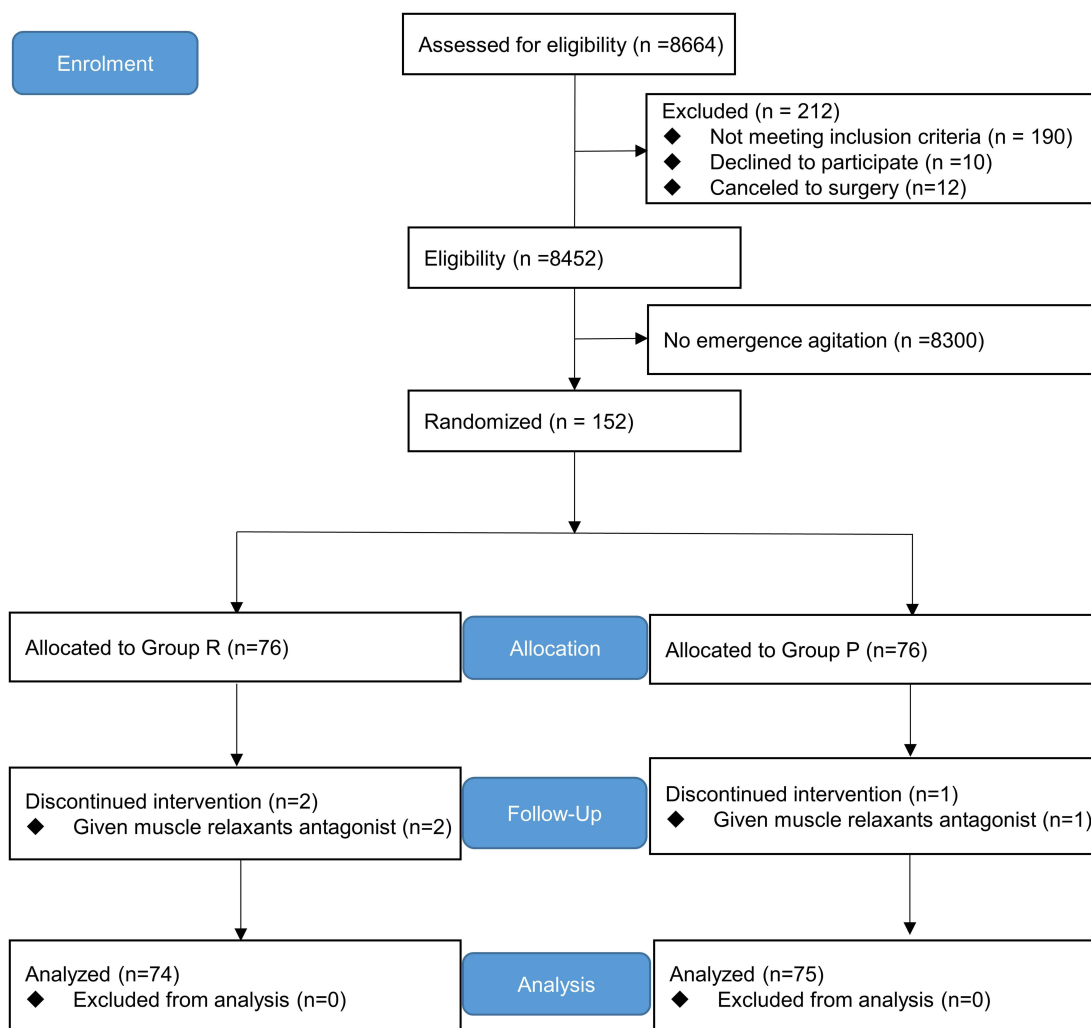 Enrolment
Assessed for eligibility (n =8664)
Excluded (n = 212)
◆ Not meeting inclusion criteria (n = 190)
◆ Declined to participate (n =10)
◆ Canceled to surgery (n=12)
Eligibility (n =8452)
No emergence agitation (n =8300)
Randomized (n = 152)
Allocated to Group R (n=76)
Allocation
Allocated to Group P (n=76)
Discontinued intervention (n=2)
◆ Given muscle relaxants antagonist (n=2)
Follow-Up
Discontinued intervention (n=1)
◆ Given muscle relaxants antagonist (n=1)
Analyzed (n=74)
◆ Excluded from analysis (n=0)
Analysis
Analyzed (n=75)
◆ Excluded from analysis (n=0)